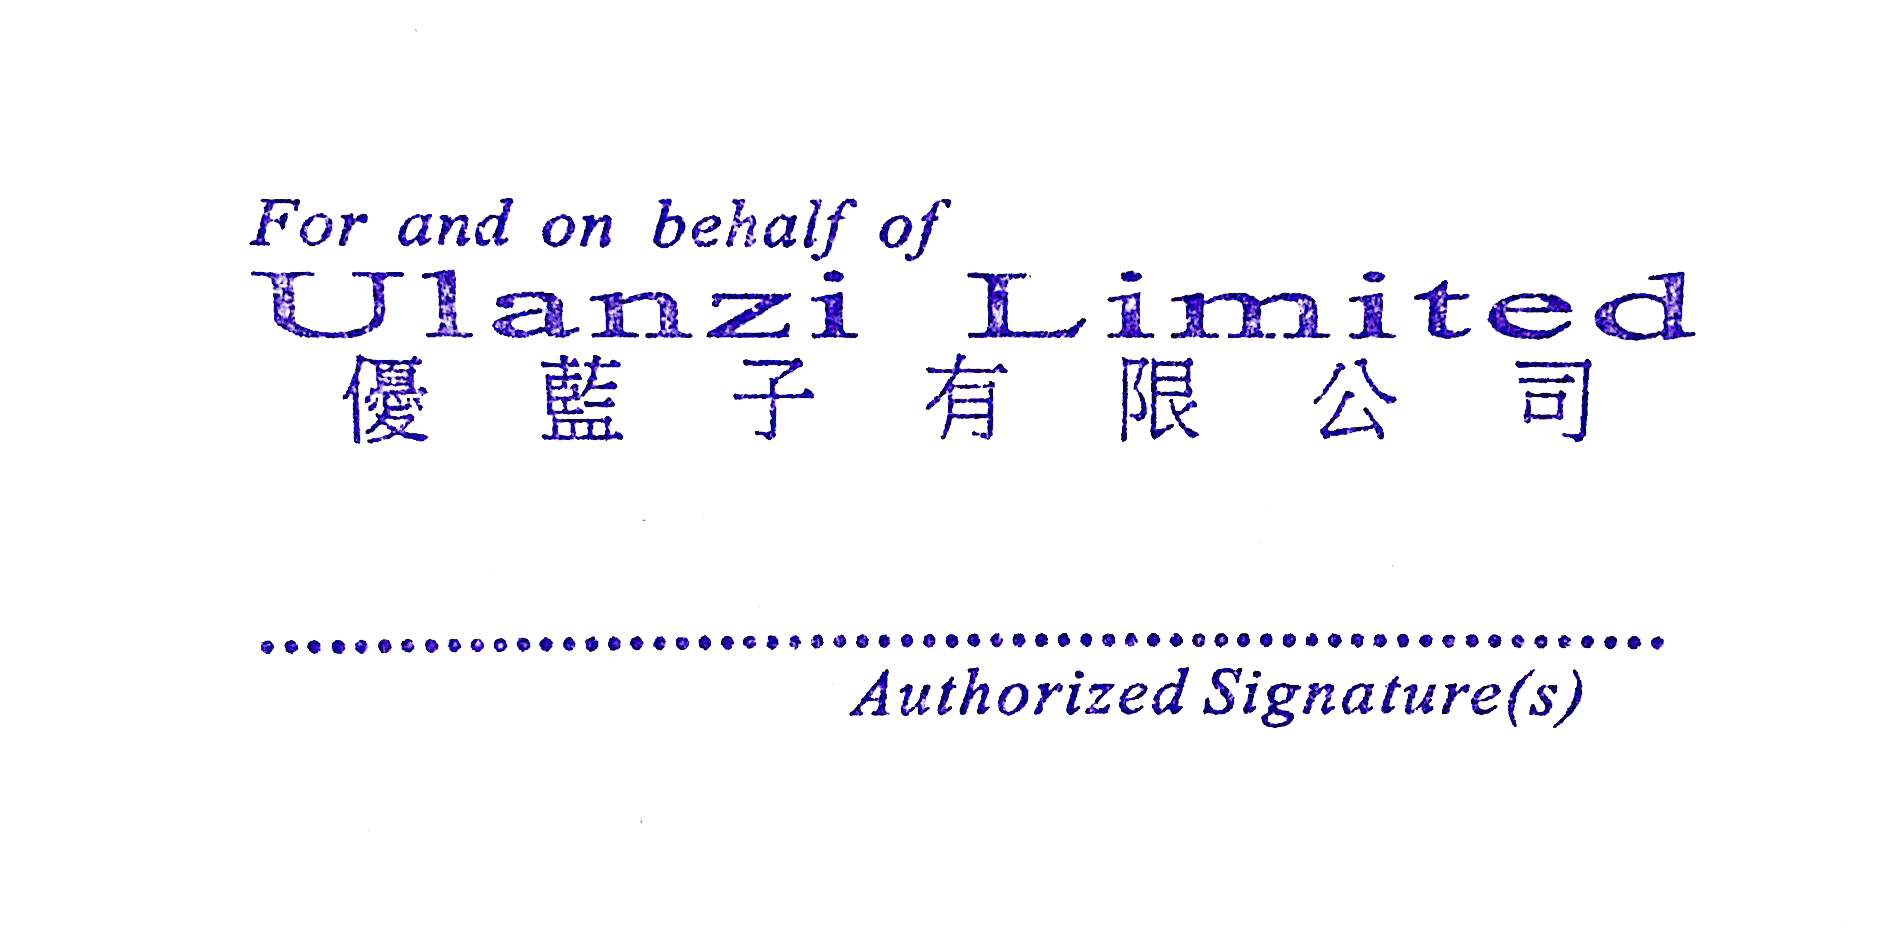 For and on behalf of
Ulanzi Limited
優藍子有限公司
Authorized Signature(s)